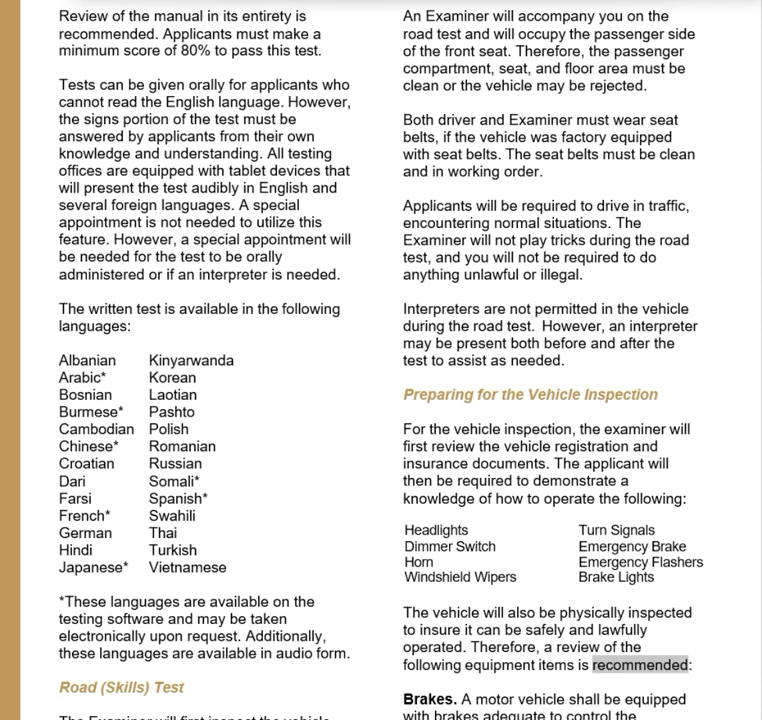 Review of the manual in its entirety is
recommended. Applicants must make a
minimum score of 80% to pass this test.
Tests can be given orally for applicants who
cannot read the English language. However,
the signs portion of the test must be
answered by applicants from their own
knowledge and understanding. All testing
offices are equipped with tablet devices that
will present the test audibly in English and
several foreign languages. A special
appointment is not needed to utilize this
feature. However, a special appointment will
be needed for the test to be orally
administered or if an interpreter is needed.
The written test is available in the following
languages:
Albanian Kinyarwanda
Arabic* Korean
Bosnian Laotian
Burmese* Pashto
Cambodian Polish
Chinese* Romanian
Croatian Russian
Dari Somali*
Farsi Spanish*
French* Swahili
German Thai
Hindi Turkish
Japanese* Vietnamese
*These languages are available on the
testing software and may be taken
electronically upon request. Additionally,
these languages are available in audio form.
Road (Skills) Test
The Examiner will first inspect the vehicle
An Examiner will accompany you on the
road test and will occupy the passenger side
of the front seat. Therefore, the passenger
compartment, seat, and floor area must be
clean or the vehicle may be rejected.
Both driver and Examiner must wear seat
belts, if the vehicle was factory equipped
with seat belts. The seat belts must be clean
and in working order.
Applicants will be required to drive in traffic,
encountering normal situations. The
Examiner will not play tricks during the road
test, and you will not be required to do
anything unlawful or illegal.
Interpreters are not permitted in the vehicle
during the road test. However, an interpreter
may be present both before and after the
test to assist as needed.
Preparing for the Vehicle Inspection
For the vehicle inspection, the examiner will
first review the vehicle registration and
insurance documents. The applicant will
then be required to demonstrate a
knowledge of how to operate the following:
Headlights Turn Signals
Dimmer Switch Emergency Brake
Horn Emergency Flashers
Windshield Wipers Brake Lights
The vehicle will also be physically inspected
to insure it can be safely and lawfully
operated. Therefore, a review of the
following equipment items is recommended:
Brakes. A motor vehicle shall be equipped
with brakes adequate to control the